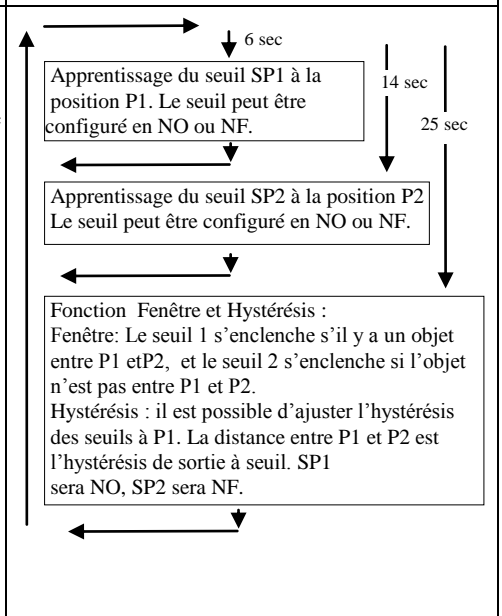 6 sec
Apprentissage du seuil SP1 à la
position P1. Le seuil peut être
configuré en NO ou NF.
14 sec
25 sec
Apprentissage du seuil SP2 à la position P2
Le seuil peut être configuré en NO ou NF.
Fonction Fenêtre et Hystérésis :
Fenêtre: Le seuil 1 s’enclenche s’il y a un objet
entre P1 etP2, et le seuil 2 s’enclenche si l’objet
n’est pas entre P1 et P2.
Hystérésis : il est possible d’ajuster l’hystérésis
des seuils à P1. La distance entre P1 et P2 est
l’hystérésis de sortie à seuil. SP1
sera NO, SP2 sera NF.